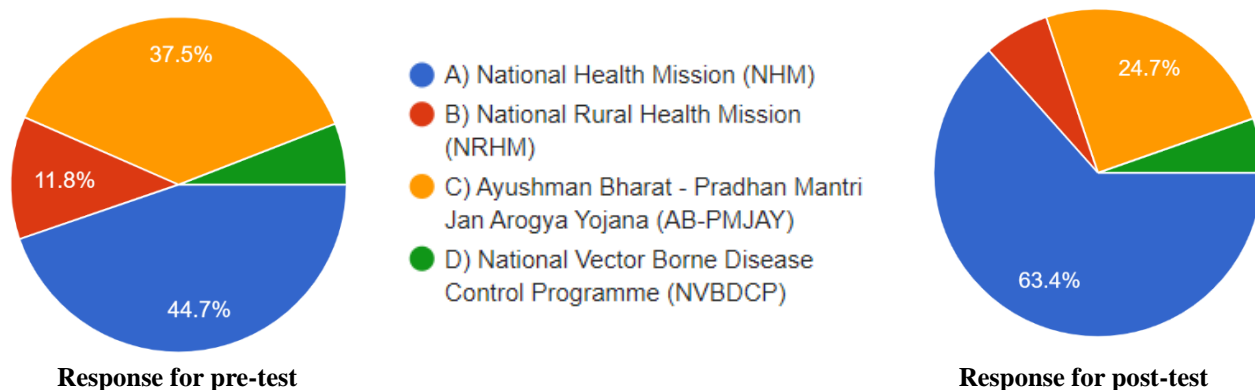 37.5%
11.8%
44.7%
Response for pre-test
A) National Health Mission (NHM)
B) National Rural Health Mission
(NRHM)
C) Ayushman Bharat - Pradhan Mantri
Jan Arogya Yojana (AB-PMJAY)
D) National Vector Borne Disease
Control Programme (NVBDCP)
24.7%
63.4%
Response for post-test